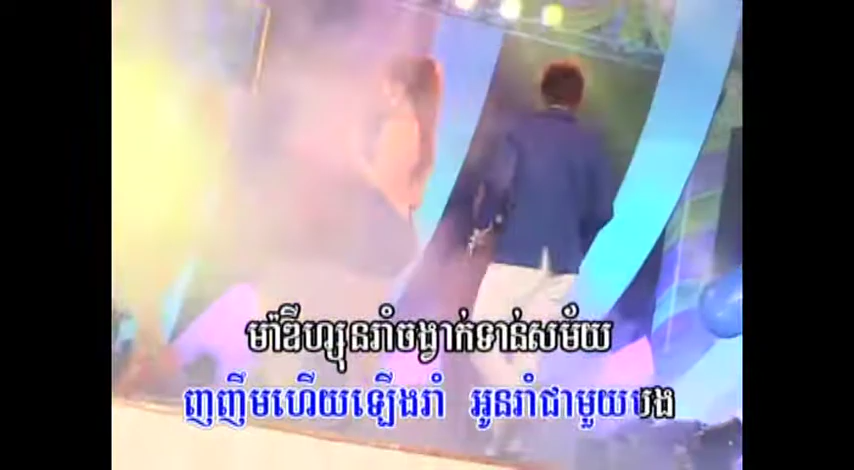 ម៉ាឌីហ្សុនរាំចង្វាក់ទាន់សម័យ
ញញឹមហើយឡើងរាំ អូនរាំជាមួយបង